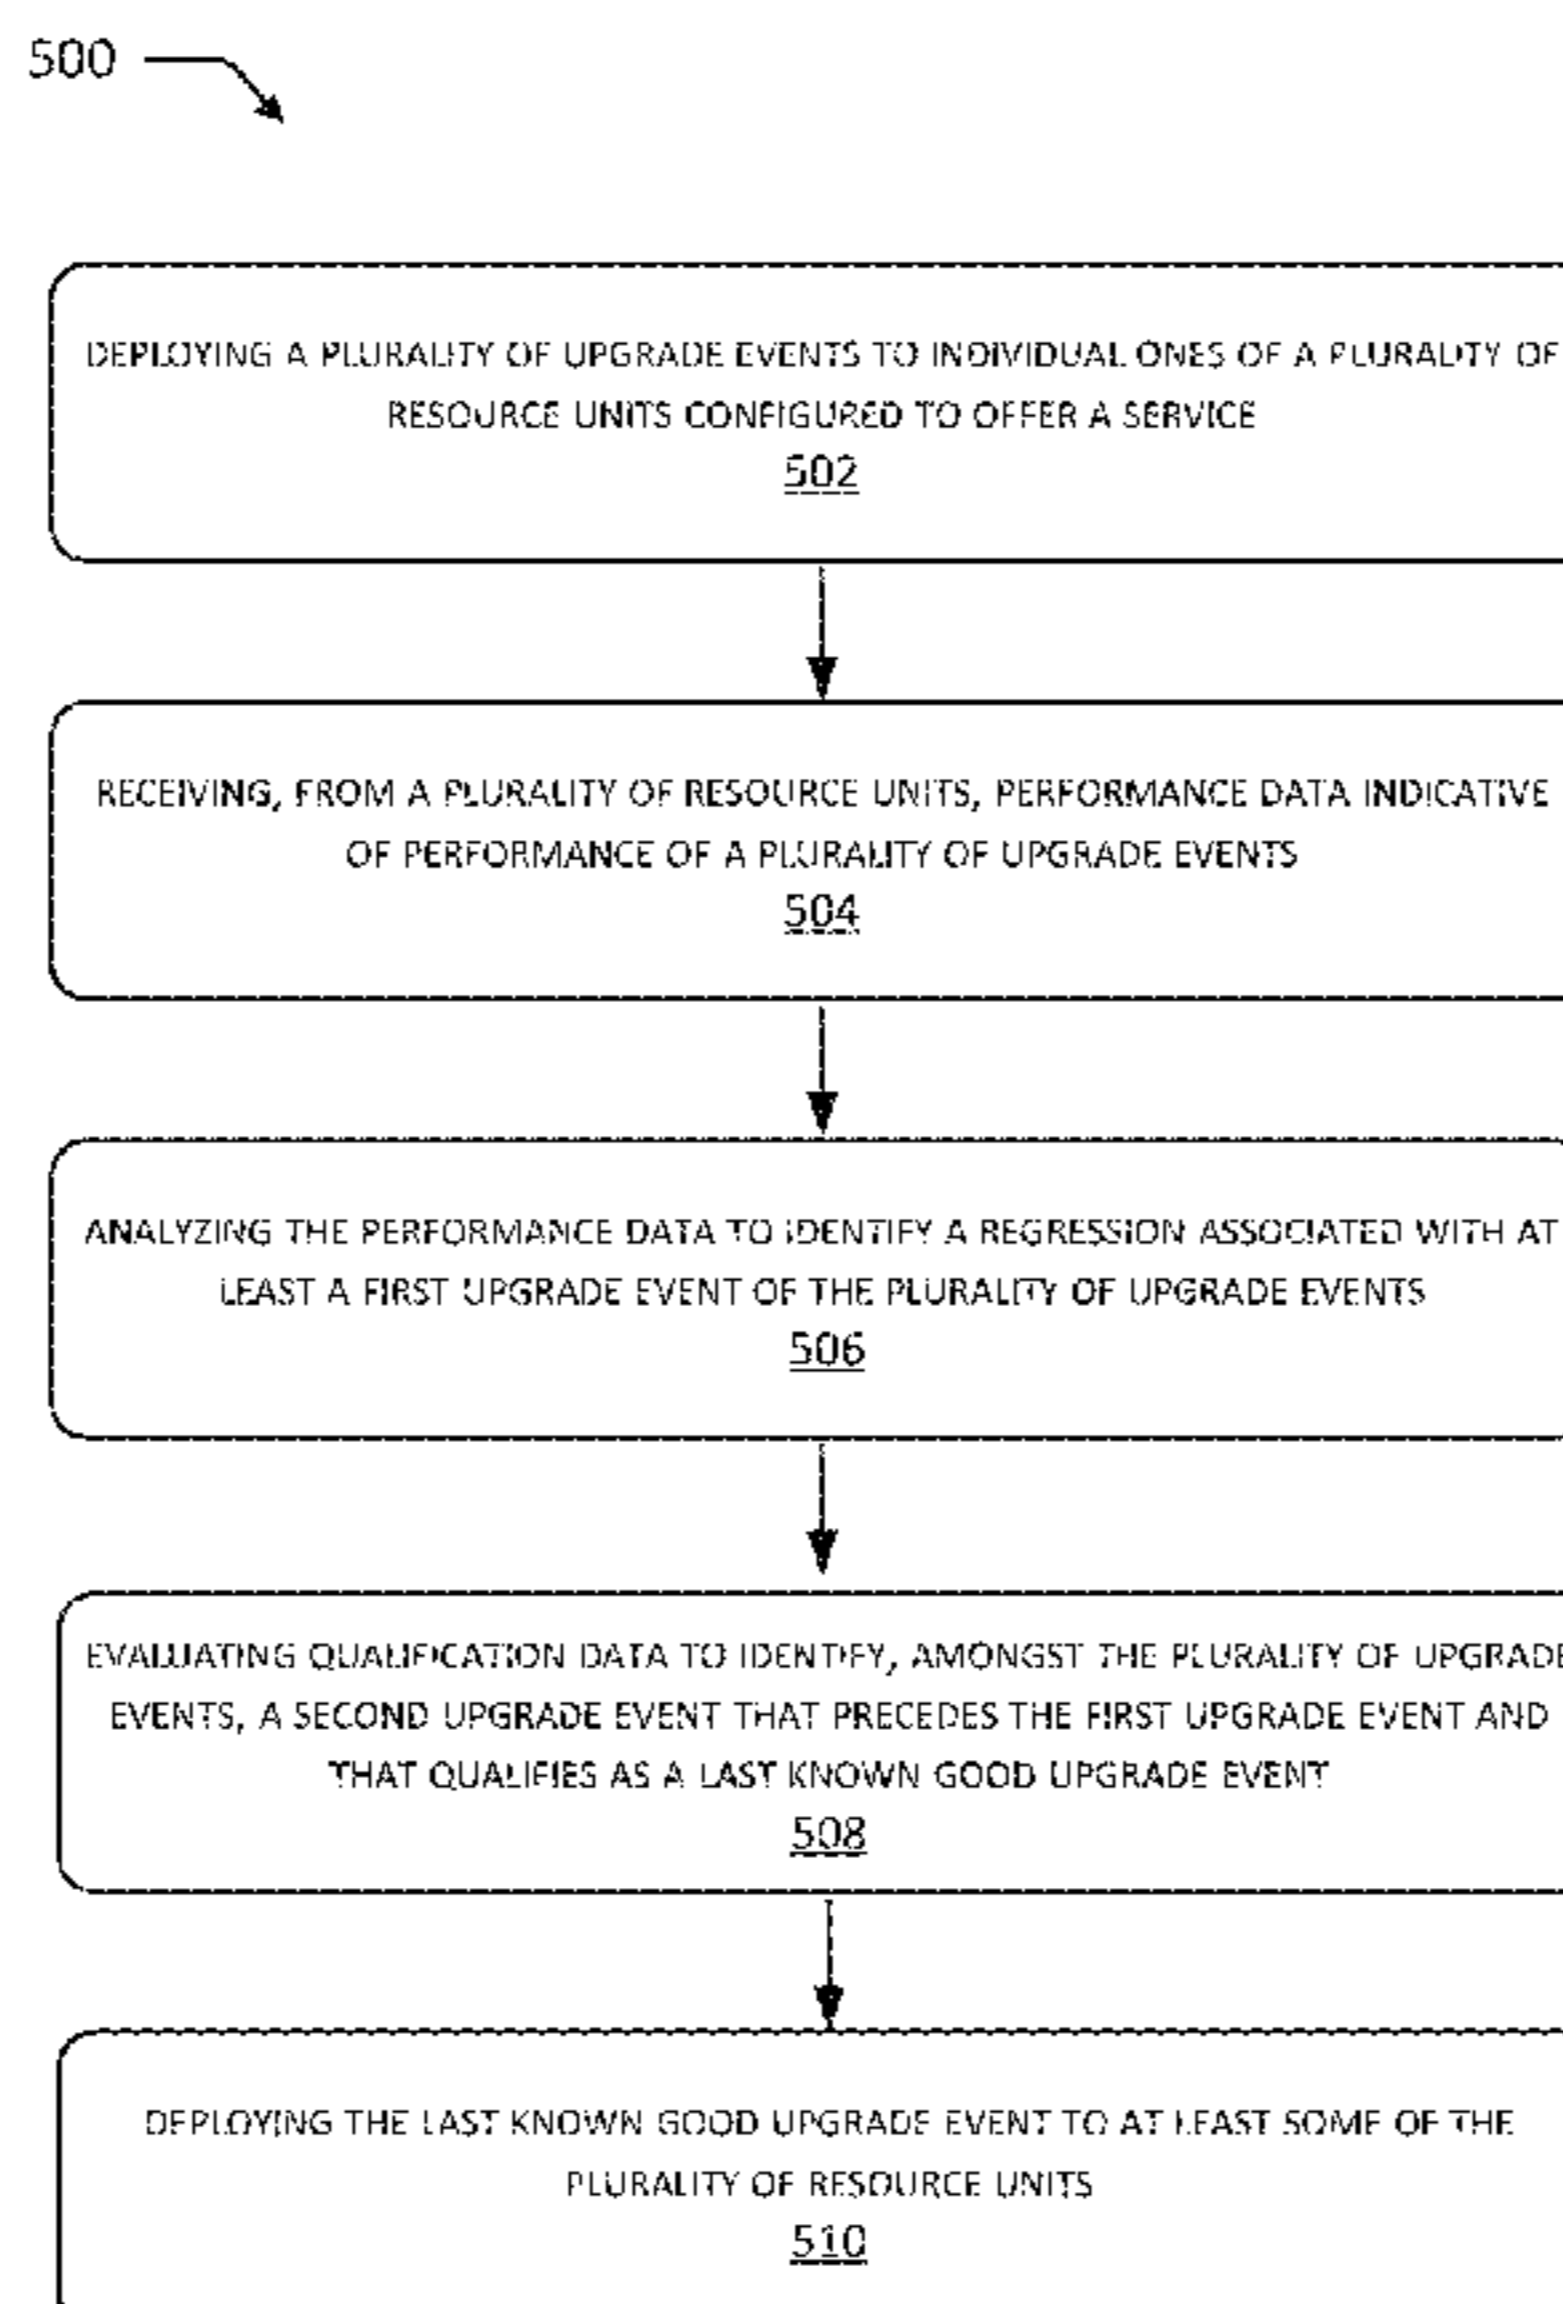 500
DEPLOYING A PLURALITY OF UPGRADE EVENTS TO INDIVIDUAL ONES OF A PLURALITY OF
RESOURCE UNITS CONFIGURED TO OFFER A SERVICE
502
RECEIVING, FROM A PLURALITY OF RESOURCE UNITS, PERFORMANCE DATA INDICATIVE
OF PERFORMANCE OF A PLURALITY OF UPGRADE EVENTS
504
ANALYZING THE PERFORMANCE DATA TO IDENTIFY A REGRESSION ASSOCIATED WITH AT
LEAST A FIRST UPGRADE EVENT OF THE PLURALITY OF UPGRADE EVENTS
506
EVALUATING QUALIFICATION DATA TO IDENTIFY, AMONGST THE PLURALITY OF UPGRADE
EVENTS, A SECOND UPGRADE EVENT THAT PRECEDES THE FIRST UPGRADE EVENT AND
THAT QUALIFIES AS A LAST KNOWN GOOD UPGRADE EVENT
508
DEPLOYING THE LAST KNOWN GOOD UPGRADE EVENT TO AT LEAST SOME OF THE
PLURALITY OF RESOURCE UNITS
510